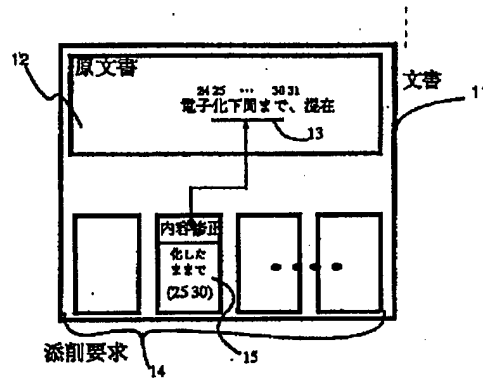 12
原文書
文書
11
24 25 … 30 31
電子化下間まで、混在
13
内容修正
化した
ままで
(25 30)
添削要求
14
15